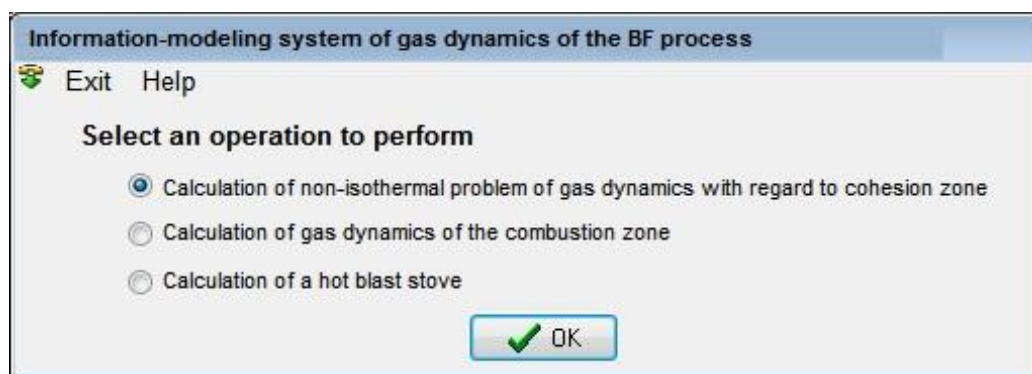 Information-modeling system of gas dynamics of the BF process
Exit Help
Select an operation to perform
Calculation of non-isothermal problem of gas dynamics with regard to cohesion zone
Calculation of gas dynamics of the combustion zone
Calculation of a hot blast stove
OK